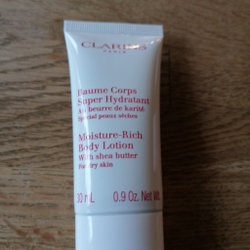 CLARINS
PARIS
Baume Corps
Super Hydratant
Au beurre de karité
Spécial peaux sèches
Moisture-Rich
Body Lotion
With shea butter
For dry skin
30 mL 0.9 Oz. Net